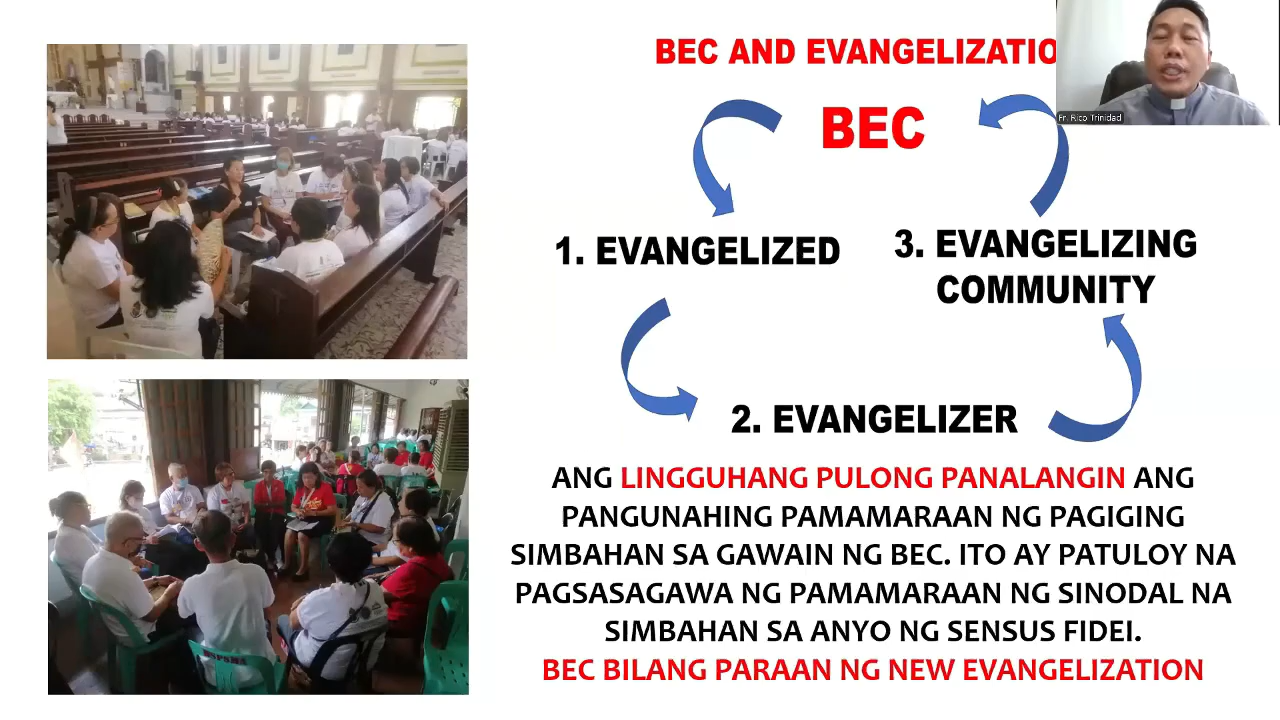 BEC AND EVANGELIZATIO
Fr. Rico Trinidad
BEC
1. EVANGELIZED
3. EVANGELIZING
COMMUNITY
2. EVANGELIZER
ANG LINGGUHANG PULONG PANALANGIN ANG
PANGUNAHING PAMAMARAAN NG PAGIGING
SIMBAHAN SA GAWAIN NG BEC. ITO AY PATULOY NA
PAGSASAGAWA NG PAMAMARAAN NG SINODAL NA
SIMBAHAN SA ANYO NG SENSUS FIDEI.
BEC BILANG PARAAN NG NEW EVANGELIZATION